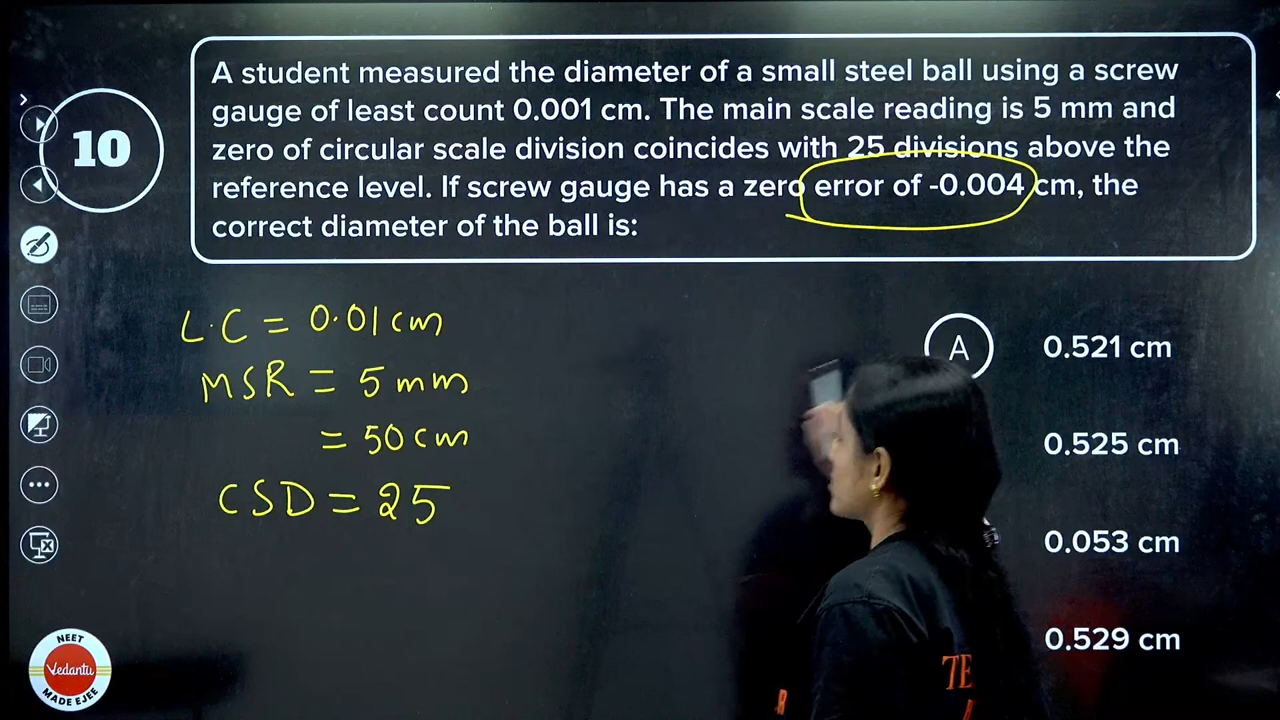 10
A student measured the diameter of a small steel ball using a screw
gauge of least count 0.001 cm. The main scale reading is 5 mm and
zero of circular scale division coincides with 25 divisions above the
reference level. If screw gauge has a zero error of -0.004 cm, the
correct diameter of the ball is:
L.C = 0.01 cm
MSR = 5 mm
= 50 cm
CSD = 25
A 0.521 cm
0.525 cm
0.053 cm
0.529 cm
NEET
Vedantu
MADE EJEE
TE